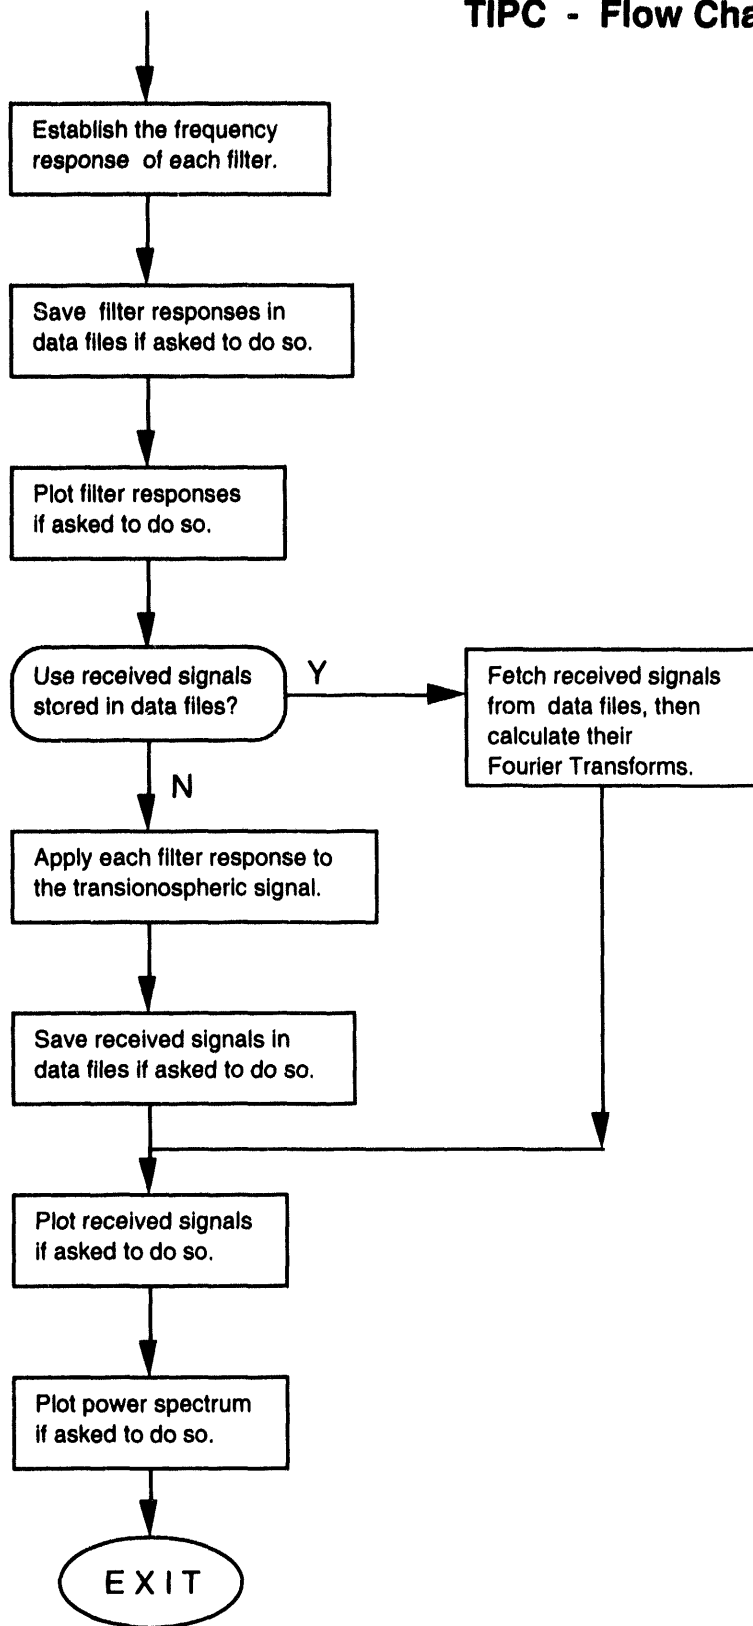 TIPC - Flow Cha
Establish the frequency
response of each filter.
Save filter responses in
data files if asked to do so.
Plot filter responses
if asked to do so.
Use received signals
stored in data files?
Y
Fetch received signals
from data files, then
calculate their
Fourier Transforms.
N
Apply each filter response to
the transionospheric signal.
Save received signals in
data files if asked to do so.
Plot received signals
if asked to do so.
Plot power spectrum
if asked to do so.
EXIT